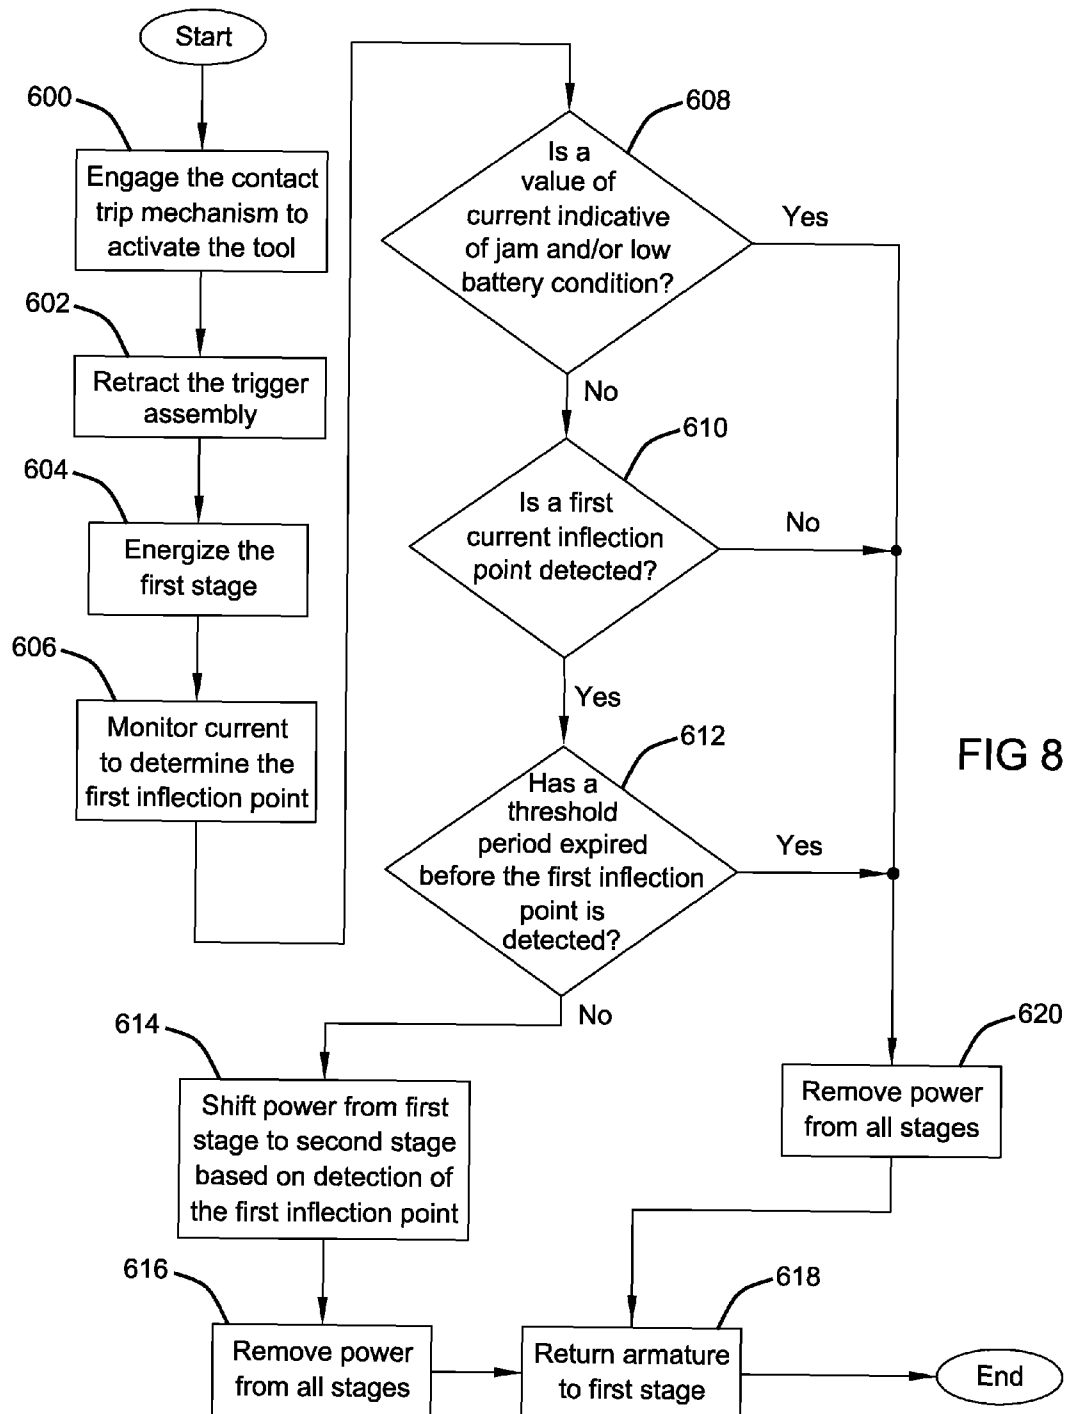 Start
600
Engage the contact
trip mechanism to
activate the tool
602
Retract the trigger
assembly
604
Energize the
first stage
606
Monitor current
to determine the
first inflection point
608
Is a
value of
current indicative
of jam and/or low
battery condition?
Yes
No
610
Is a first
current inflection
point detected?
No
Yes
612
Has a
threshold
period expired
before the first inflection
point is
detected?
Yes
No
FIG 8
614
Shift power from first
stage to second stage
based on detection of
the first inflection point
620
Remove power
from all stages
616
Remove power
from all stages
618
Return armature
to first stage
End